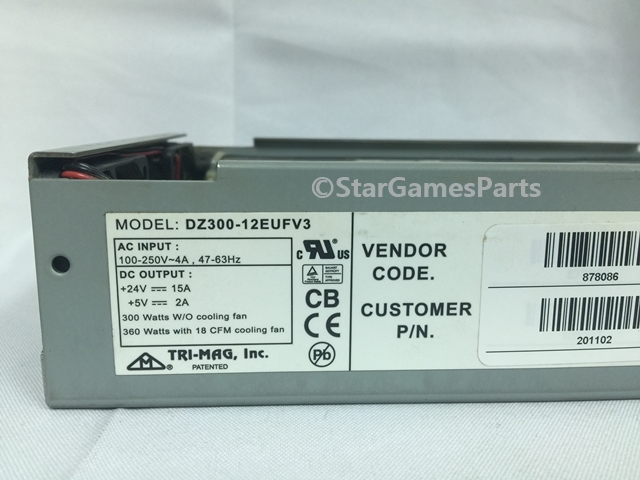 ©StarGamesParts
MODEL: DZ300-12EUFV3
AC INPUT :
100-250V~4A , 47-63Hz
DC OUTPUT :
+24V 15A
+5V 2A
300 Watts W/O cooling fan
360 Watts with 18 CFM cooling fan
M ® TRI-MAG, Inc.
PATENTED
c RU ® US
CB
CE
Pb
VENDOR
CODE.
CUSTOMER
P/N.
878086
201102